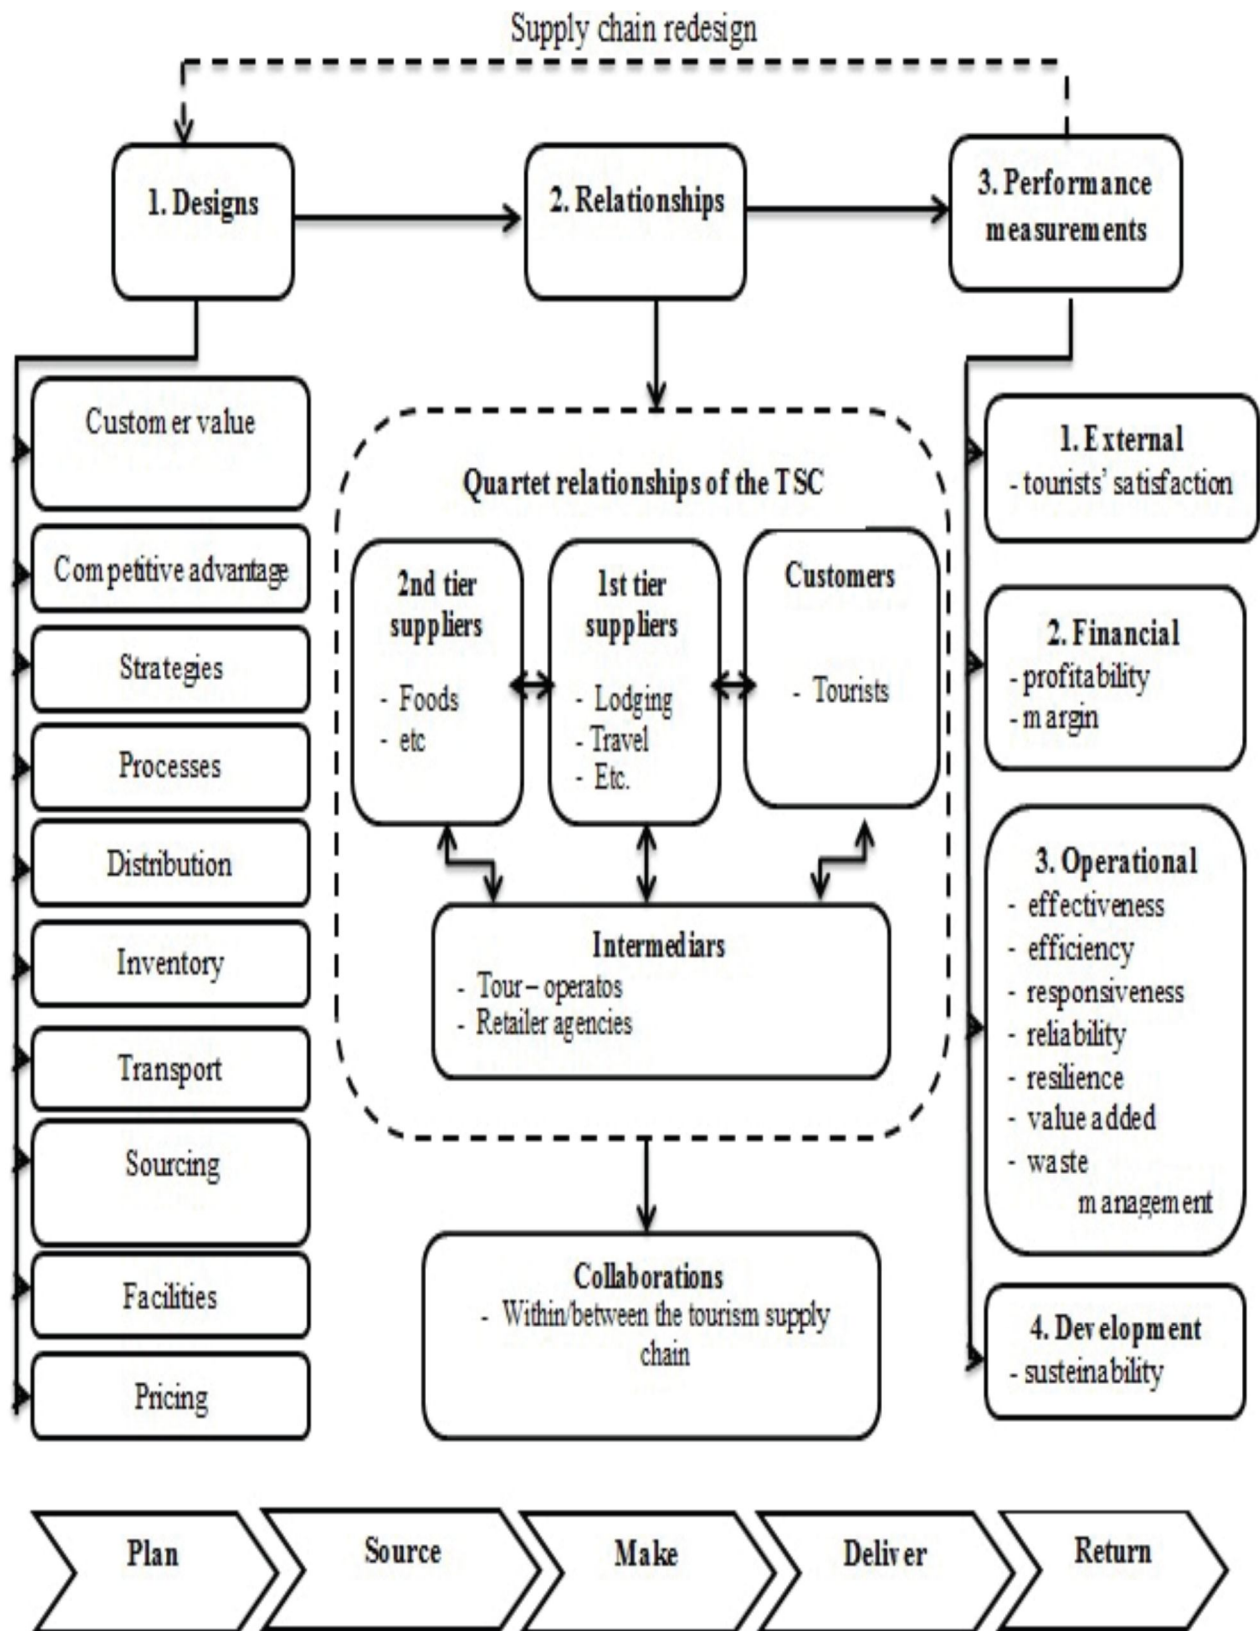 Supply chain redesign
1. Designs
2. Relationships
3. Performance
measurements
Customer value
Competitive advantage
Strategies
Processes
Distribution
Inventory
Transport
Sourcing
Facilities
Pricing
Quartet relationships of the TSC
2nd tier
suppliers
- Foods
- etc
1st tier
suppliers
- Lodging
- Travel
- Etc.
Customers
- Tourists
Intermediars
- Tour – operatos
- Retailer agencies
Collaborations
- Within/between the tourism supply
chain
1. External
- tourists' satisfaction
2. Financial
- profitability
- margin
3. Operational
- effectiveness
- efficiency
- responsiveness
- reliability
- resilience
- value added
- waste
management
4. Development
- susteinability
Plan
Source
Make
Deliver
Return